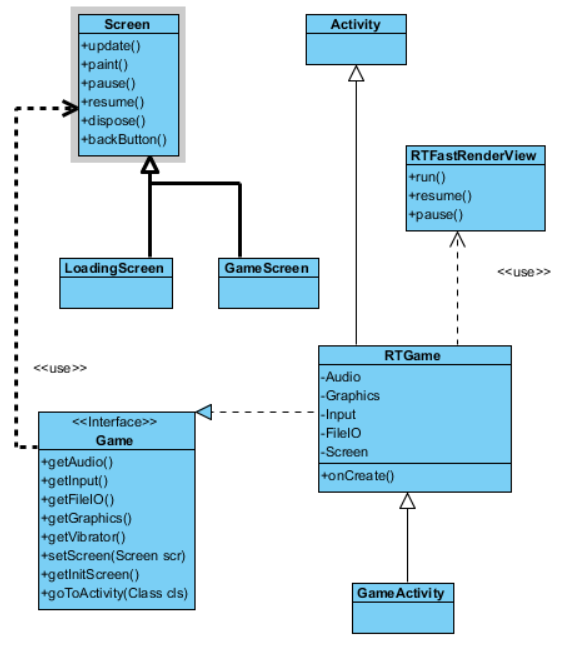 Screen
+update()
+paint()
+pause()
+resume()
+dispose()
+backButton()
Activity
RTFastRenderView
+run()
+resume()
+pause()
LoadingScreen
GameScreen
<<use>>
<<use>>
RTGame
-Audio
-Graphics
-Input
-FileIO
-Screen
+onCreate()
<<Interface>>
Game
+getAudio()
+getInput()
+getFileIO()
+getGraphics()
+getVibrator()
+setScreen(Screen scr)
+getInitScreen()
+goToActivity(Class cls)
GameActivity